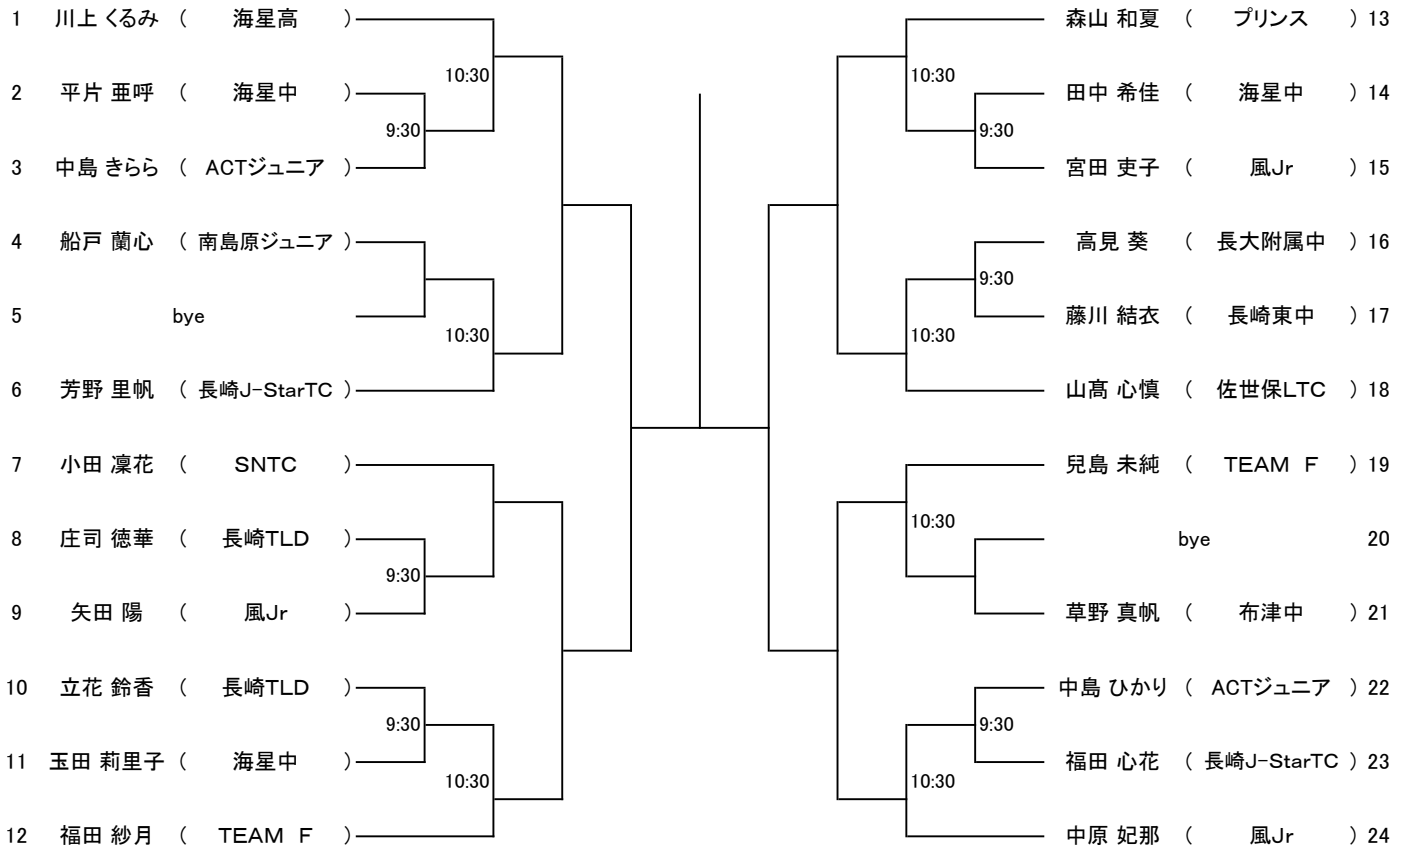 1 川上 くるみ ( 海星高 )
10:30
2 平片 亜呼 ( 海星中 )
9:30
3 中島 きらら ( ACTジュニア )
4 船戸 蘭心 ( 南島原ジュニア )
5 bye
10:30
6 芳野 里帆 ( 長崎J-StarTC )
7 小田 凜花 ( SNTC )
8 庄司 徳華 ( 長崎TLD )
9:30
9 矢田 陽 ( 風Jr )
10 立花 鈴香 ( 長崎TLD )
9:30
11 玉田 莉里子 ( 海星中 )
10:30
12 福田 紗月 ( TEAM F )
森山 和夏 ( プリンス ) 13
10:30
田中 希佳 ( 海星中 ) 14
9:30
宮田 吏子 ( 風Jr ) 15
高見 葵 ( 長大附属中 ) 16
9:30
藤川 結衣 ( 長崎東中 ) 17
10:30
山髙 心慎 ( 佐世保LTC ) 18
兒島 未純 ( TEAM F ) 19
10:30
bye 20
草野 真帆 ( 布津中 ) 21
中島 ひかり ( ACTジュニア ) 22
9:30
福田 心花 ( 長崎J-StarTC ) 23
10:30
中原 妃那 ( 風Jr ) 24